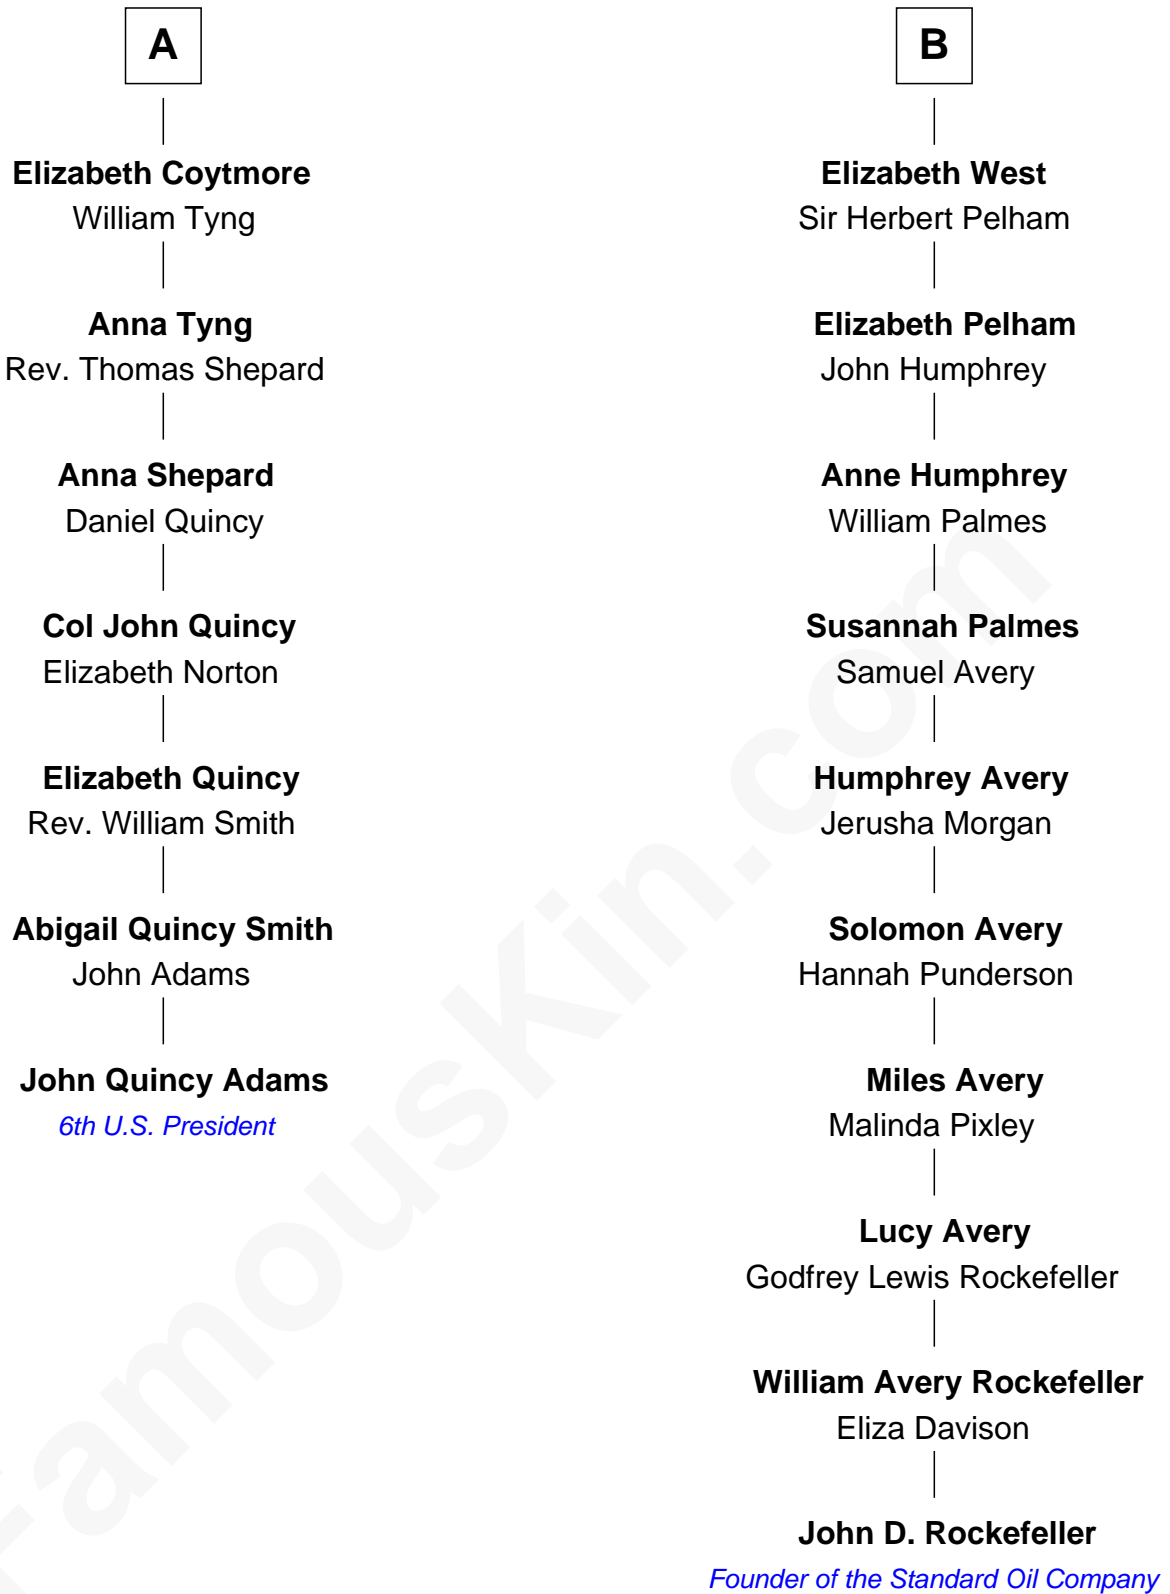 A
Elizabeth Coytmore
William Tyng
Anna Tyng
Rev. Thomas Shepard
Anna Shepard
Daniel Quincy
Col John Quincy
Elizabeth Norton
Elizabeth Quincy
Rev. William Smith
Abigail Quincy Smith
John Adams
John Quincy Adams
6th U.S. President
B
Elizabeth West
Sir Herbert Pelham
Elizabeth Pelham
John Humphrey
Anne Humphrey
William Palmes
Susannah Palmes
Samuel Avery
Humphrey Avery
Jerusha Morgan
Solomon Avery
Hannah Punderson
Miles Avery
Malinda Pixley
Lucy Avery
Godfrey Lewis Rockefeller
William Avery Rockefeller
Eliza Davison
John D. Rockefeller
Founder of the Standard Oil Company
FamousKin.com